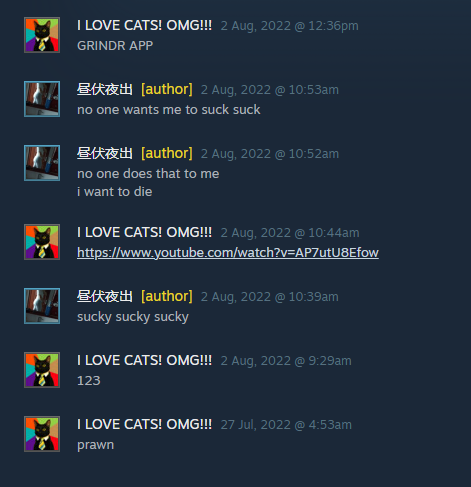 I LOVE CATS! OMG!!! 2 Aug, 2022 @ 12:36pm
GRINDR APP
昼伏夜出 [author] 2 Aug, 2022 @ 10:53am
no one wants me to suck suck
昼伏夜出 [author] 2 Aug, 2022 @ 10:52am
no one does that to me
i want to die
I LOVE CATS! OMG!!! 2 Aug, 2022 @ 10:44am
https://www.youtube.com/watch?v=AP7utU8Efow
昼伏夜出 [author] 2 Aug, 2022 @ 10:39am
sucky sucky sucky
I LOVE CATS! OMG!!! 2 Aug, 2022 @ 9:29am
123
I LOVE CATS! OMG!!! 27 Jul, 2022 @ 4:53am
prawn